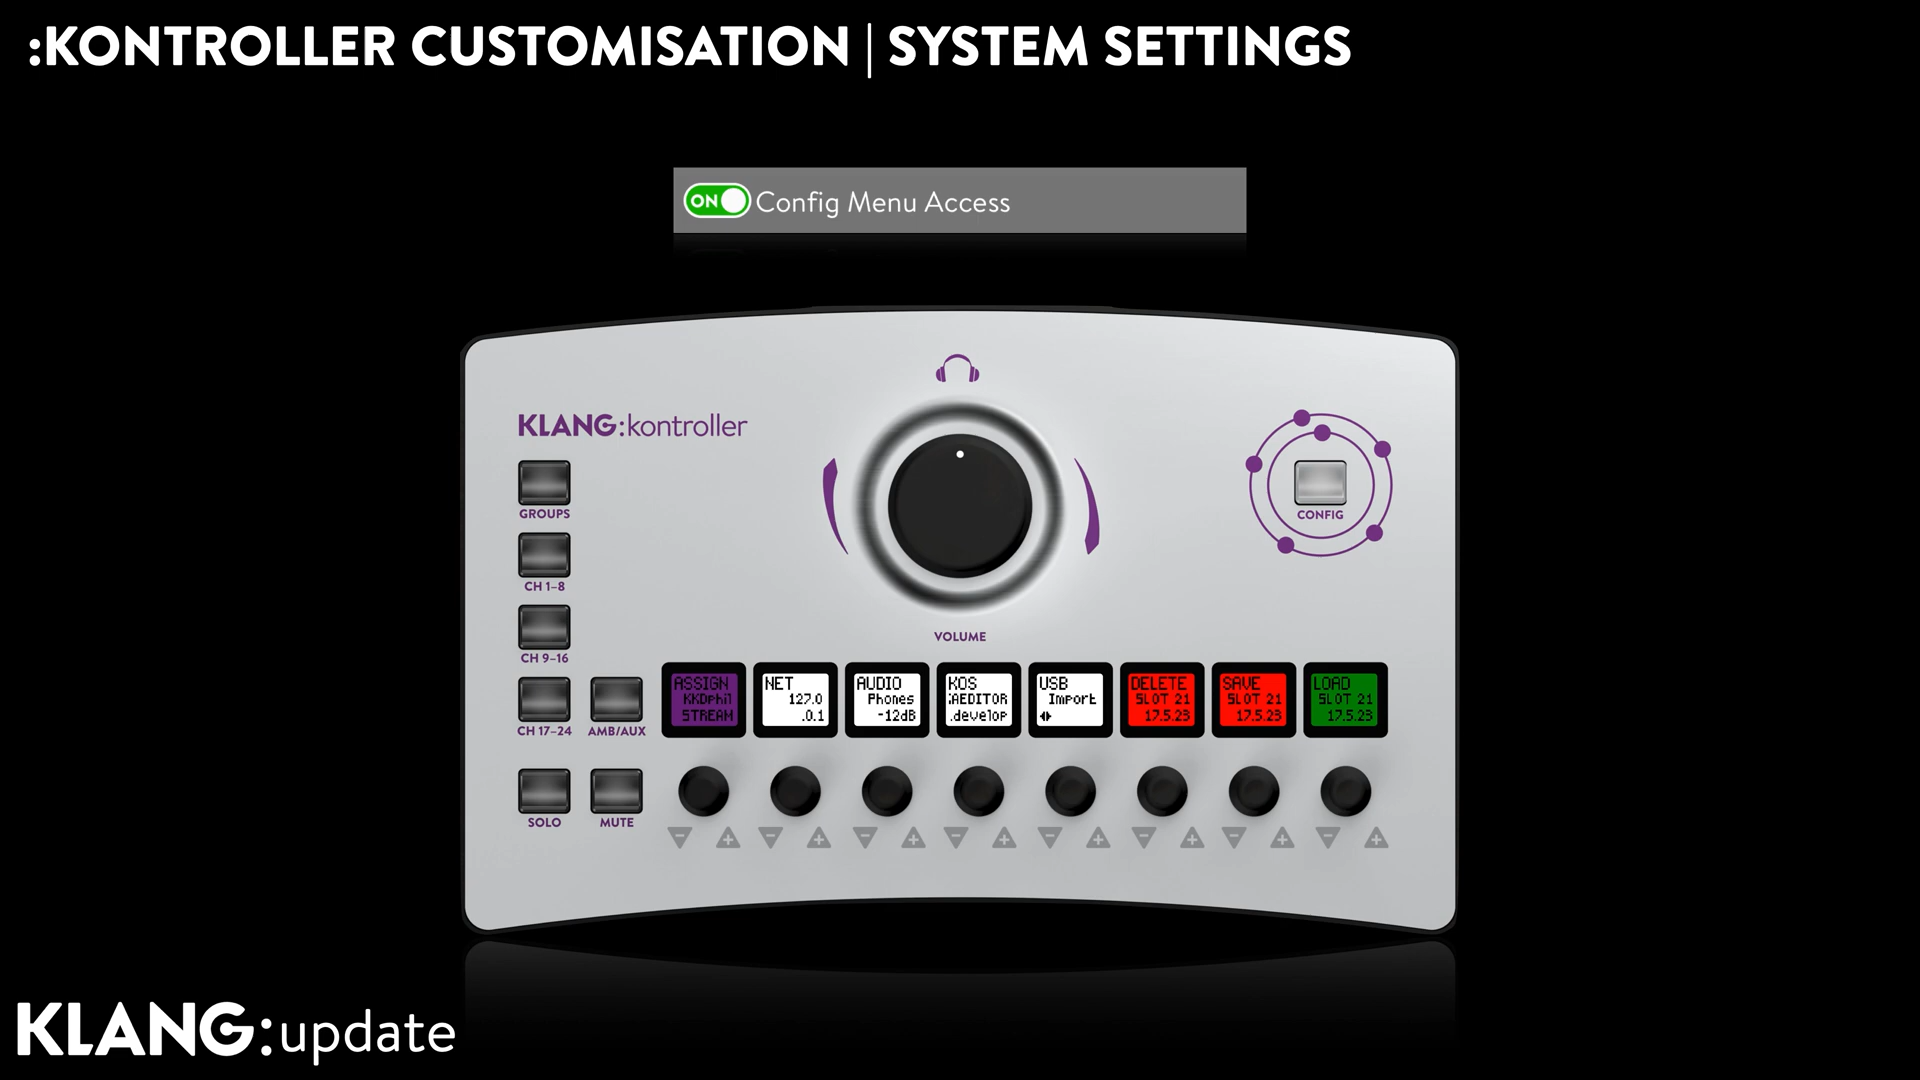 :KONTROLLER CUSTOMISATION | SYSTEM SETTINGS
ON Config Menu Access
KLANG:kontroller
GROUPS
CH 1–8
CH 9–16
CH 17–24
AMB/AUX
SOLO
MUTE
VOLUME
CONFIG
ASSIGN
KKDphil
STREAM
NET
127.0
.0.1
AUDIO
Phones
-12dB
KOS
:AEDITOR
.develop
USB
Import
DELETE
SLOT 21
17.5.23
SAVE
SLOT 21
17.5.23
LOAD
SLOT 21
17.5.23
KLANG:update